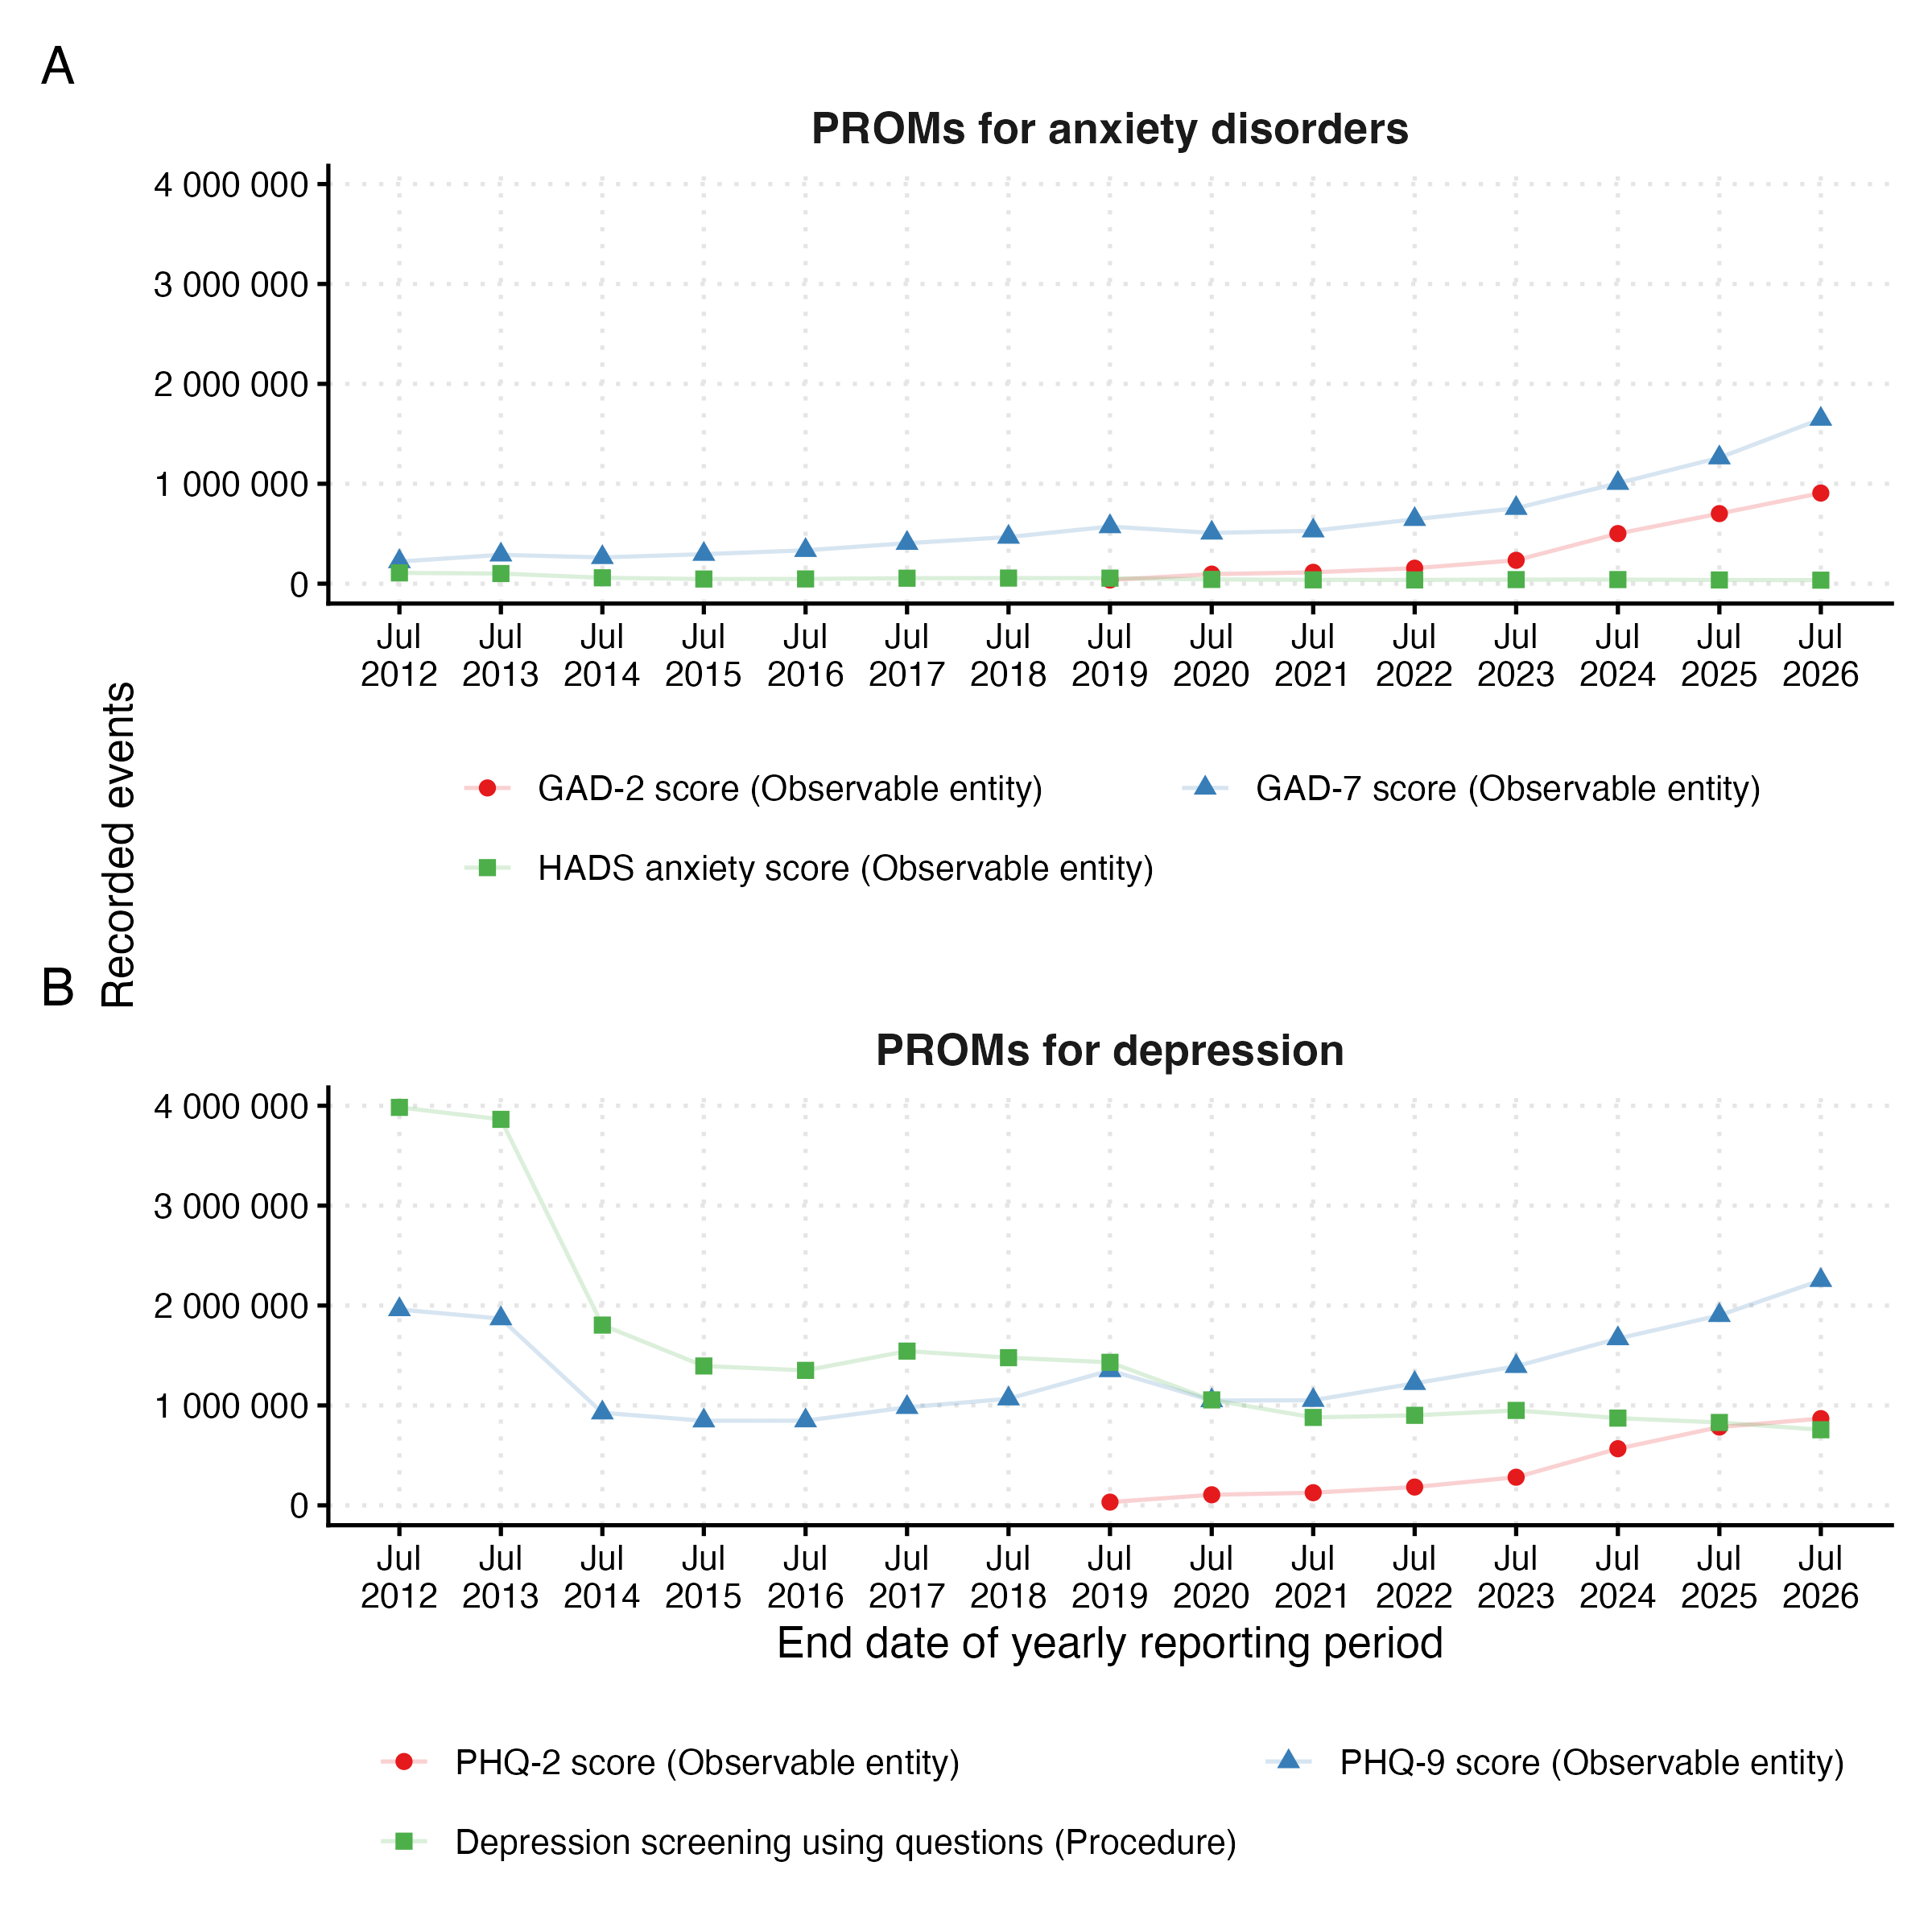 A
PROMs for anxiety disorders
4 000 000
3 000 000
2 000 000
1 000 000
0
Jul Jul Jul Jul Jul Jul Jul Jul Jul Jul Jul Jul Jul Jul Jul
2012 2013 2014 2015 2016 2017 2018 2019 2020 2021 2022 2023 2024 2025 2026
GAD-2 score (Observable entity) GAD-7 score (Observable entity)
HADS anxiety score (Observable entity)
Recorded events
B
PROMs for depression
4 000 000
3 000 000
2 000 000
1 000 000
0
Jul Jul Jul Jul Jul Jul Jul Jul Jul Jul Jul Jul Jul Jul Jul
2012 2013 2014 2015 2016 2017 2018 2019 2020 2021 2022 2023 2024 2025 2026
End date of yearly reporting period
PHQ-2 score (Observable entity) PHQ-9 score (Observable entity)
Depression screening using questions (Procedure)